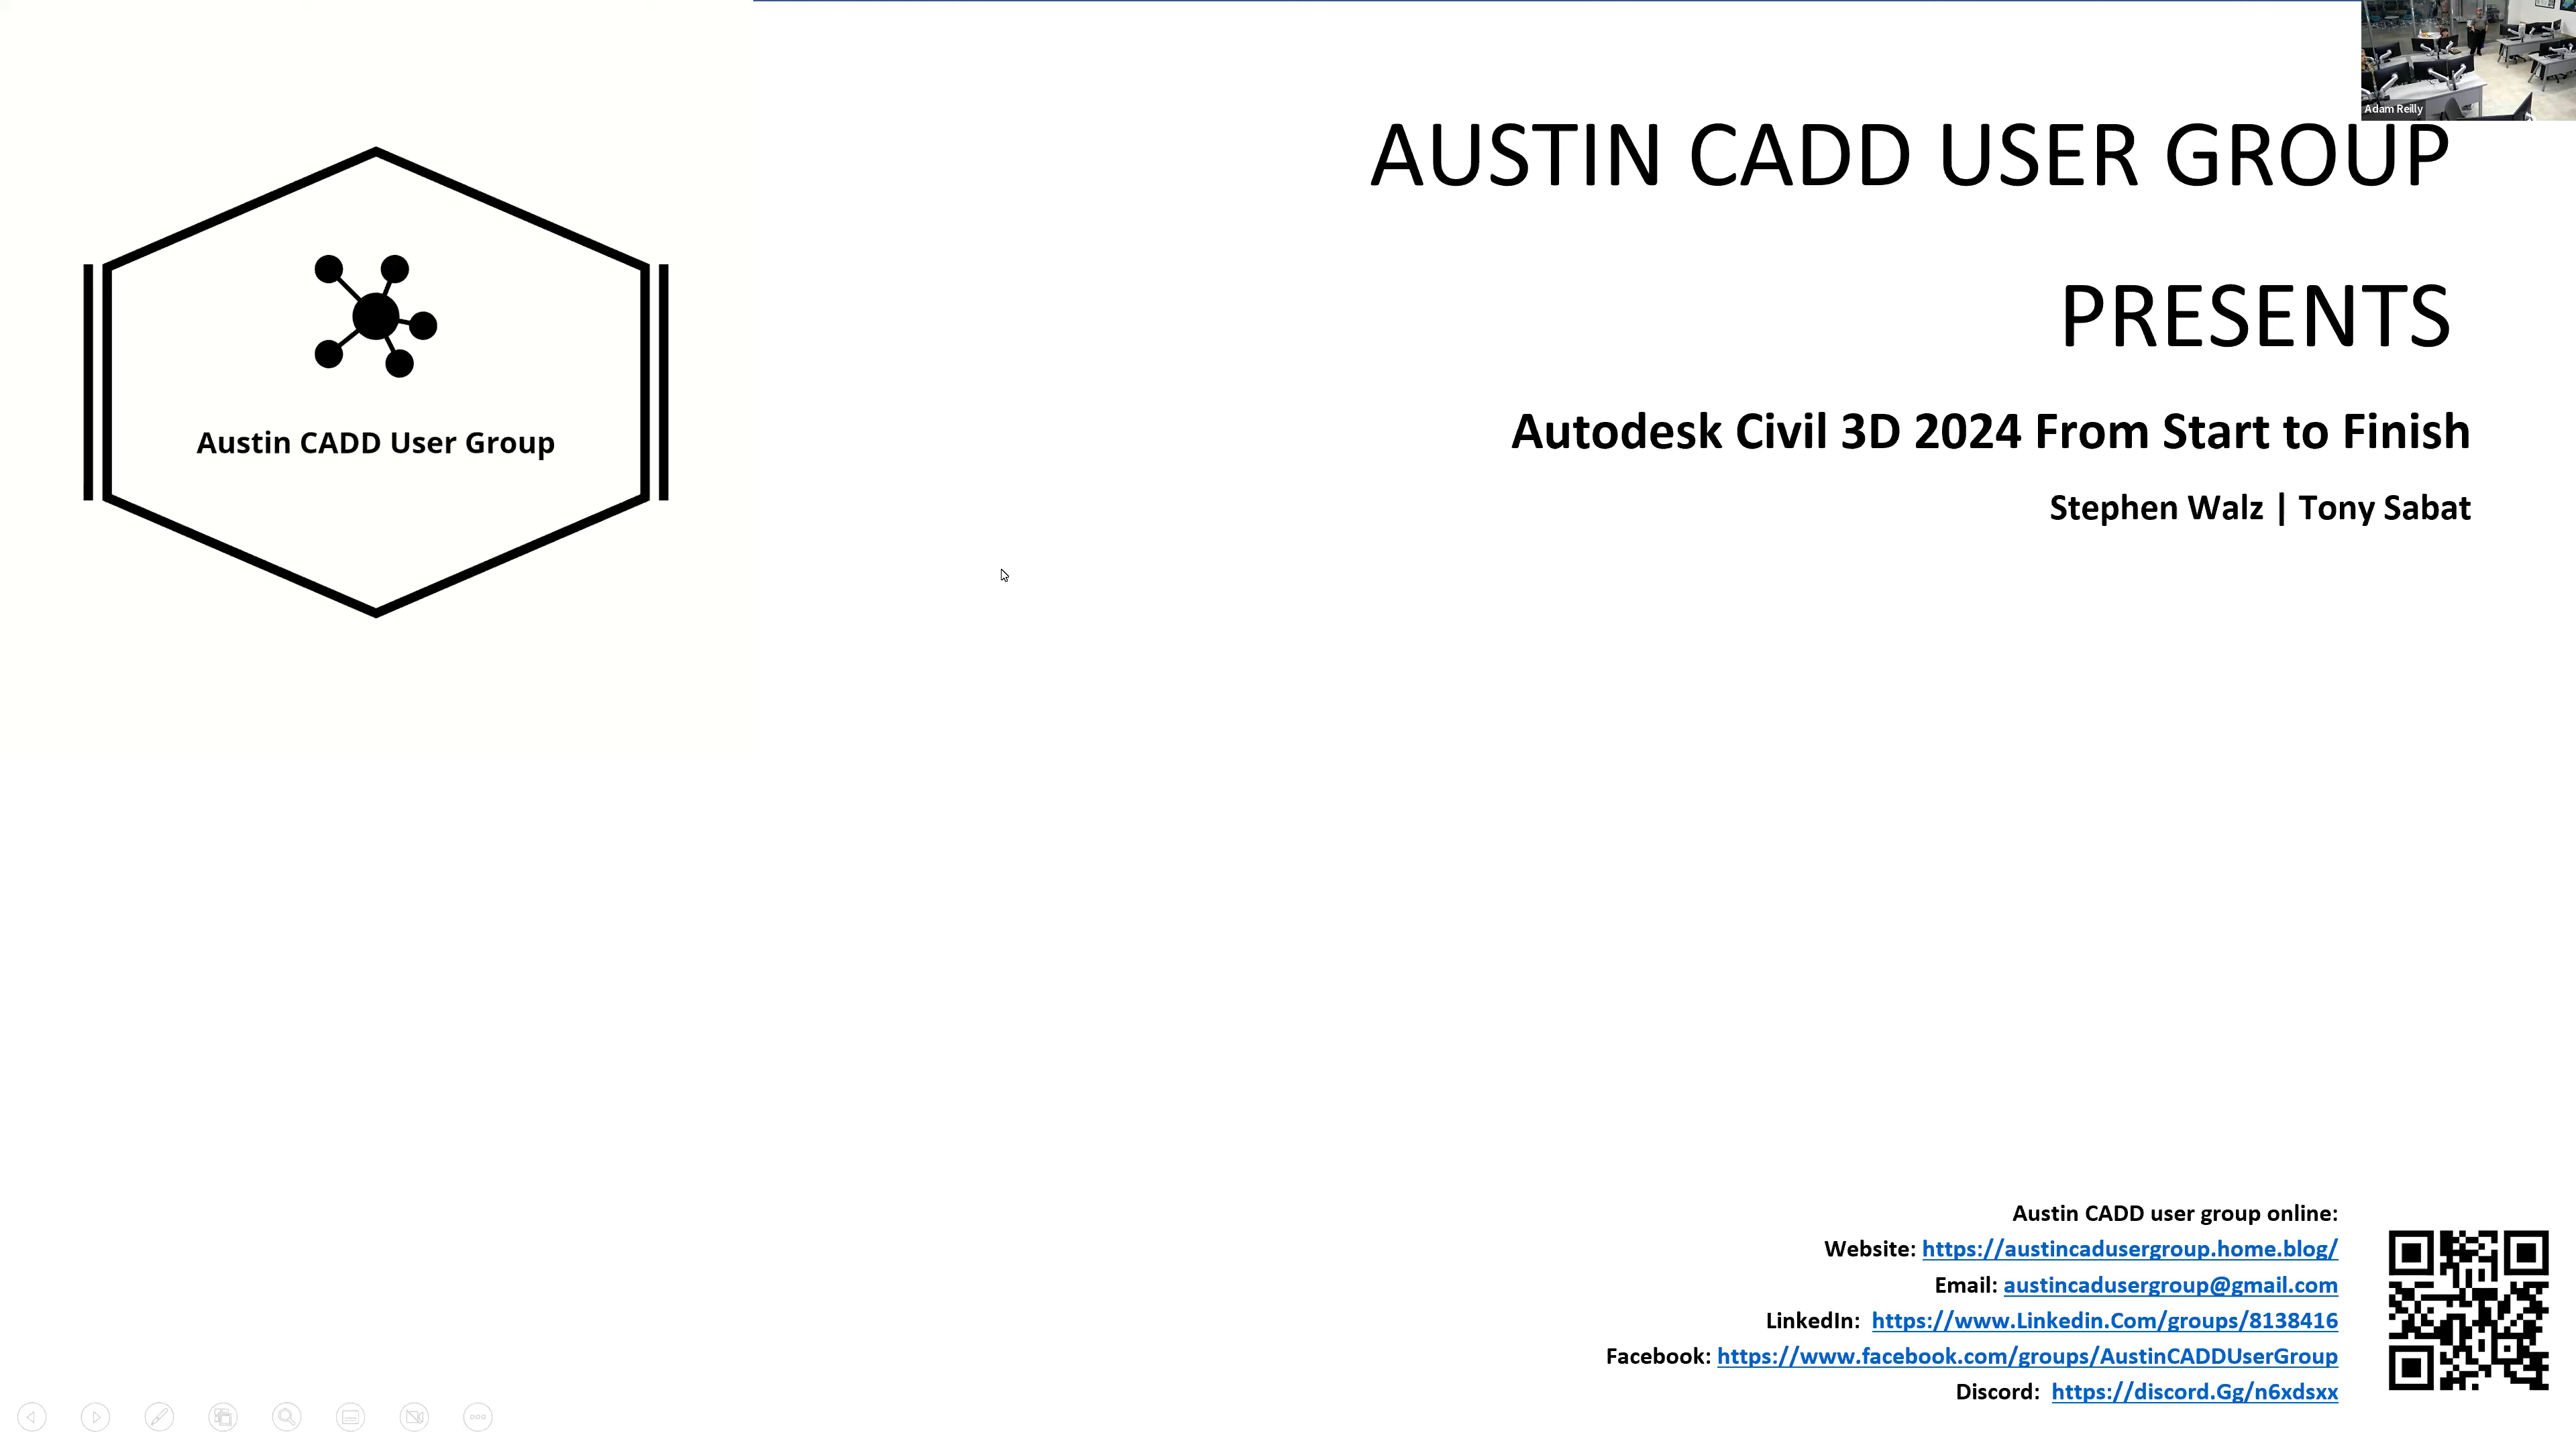 Adam Reilly
AUSTIN CADD USER GROUP
PRESENTS
Autodesk Civil 3D 2024 From Start to Finish
Stephen Walz | Tony Sabat
Austin CADD User Group
Austin CADD user group online:
Website: https://austincadusergroup.home.blog/
Email: austincadusergroup@gmail.com
LinkedIn: https://www.Linkedin.Com/groups/8138416
Facebook: https://www.facebook.com/groups/AustinCADDUserGroup
Discord: https://discord.Gg/n6xdsxx